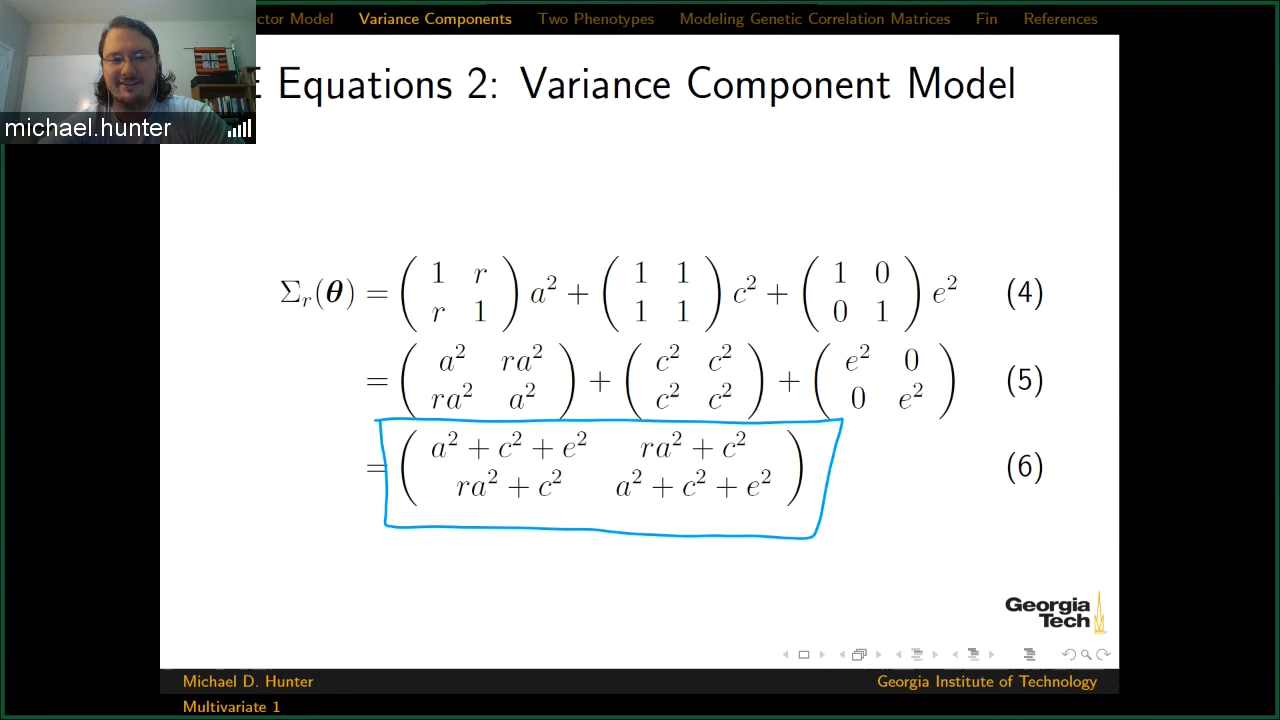 ctor Model Variance Components Two Phenotypes Modeling Genetic Correlation Matrices Fin References
michael.hunter
E Equations 2: Variance Component Model
Σ_r(θ) = ( 1 r ; r 1 ) a² + ( 1 1 ; 1 1 ) c² + ( 1 0 ; 0 1 ) e² (4)
= ( a² ra² ; ra² a² ) + ( c² c² ; c² c² ) + ( e² 0 ; 0 e² ) (5)
= ( a² + c² + e² ra² + c² ; ra² + c² a² + c² + e² ) (6)
Georgia
Tech
Michael D. Hunter Georgia Institute of Technology
Multivariate 1